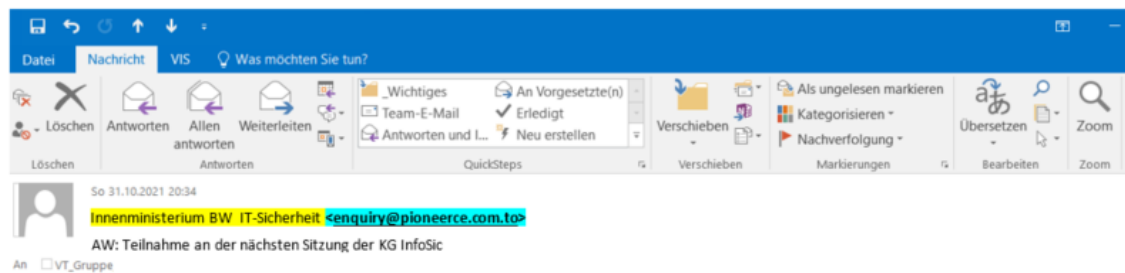 Datei Nachricht VIS Was möchten Sie tun?
_Wichtiges An Vorgesetzte(n) Als ungelesen markieren
Team-E-Mail Erledigt Kategorisieren
Löschen Antworten Allen antworten Weiterleiten Antworten und I... Neu erstellen Verschieben Nachverfolgung Übersetzen Zoom
Löschen Antworten QuickSteps Verschieben Markierungen Bearbeiten Zoom
So 31.10.2021 20:34
Innenministerium BW IT-Sicherheit <enquiry@pioneerce.com.to>
AW: Teilnahme an der nächsten Sitzung der KG InfoSic
An VT_Gruppe